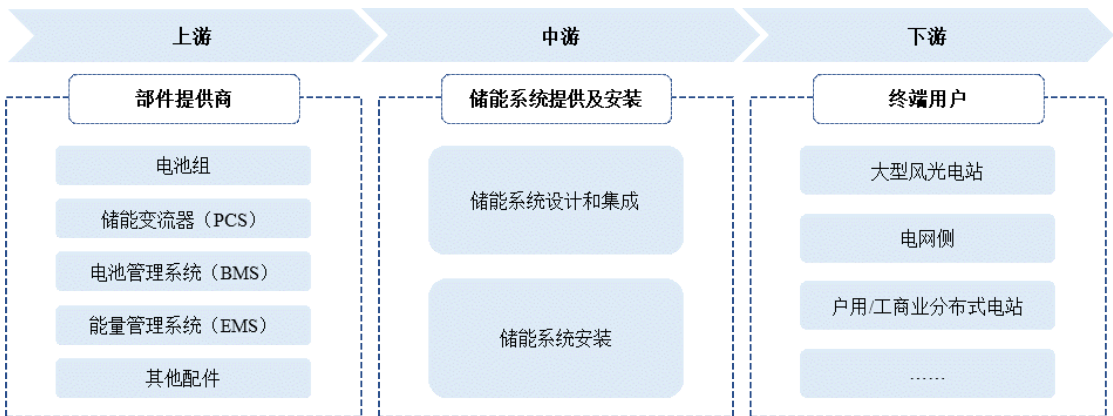 上游
中游
下游
部件提供商
储能系统提供及安装
终端用户
电池组
储能变流器（PCS）
电池管理系统（BMS）
能量管理系统（EMS）
其他配件
储能系统设计和集成
储能系统安装
大型风光电站
电网侧
户用/工商业分布式电站
……